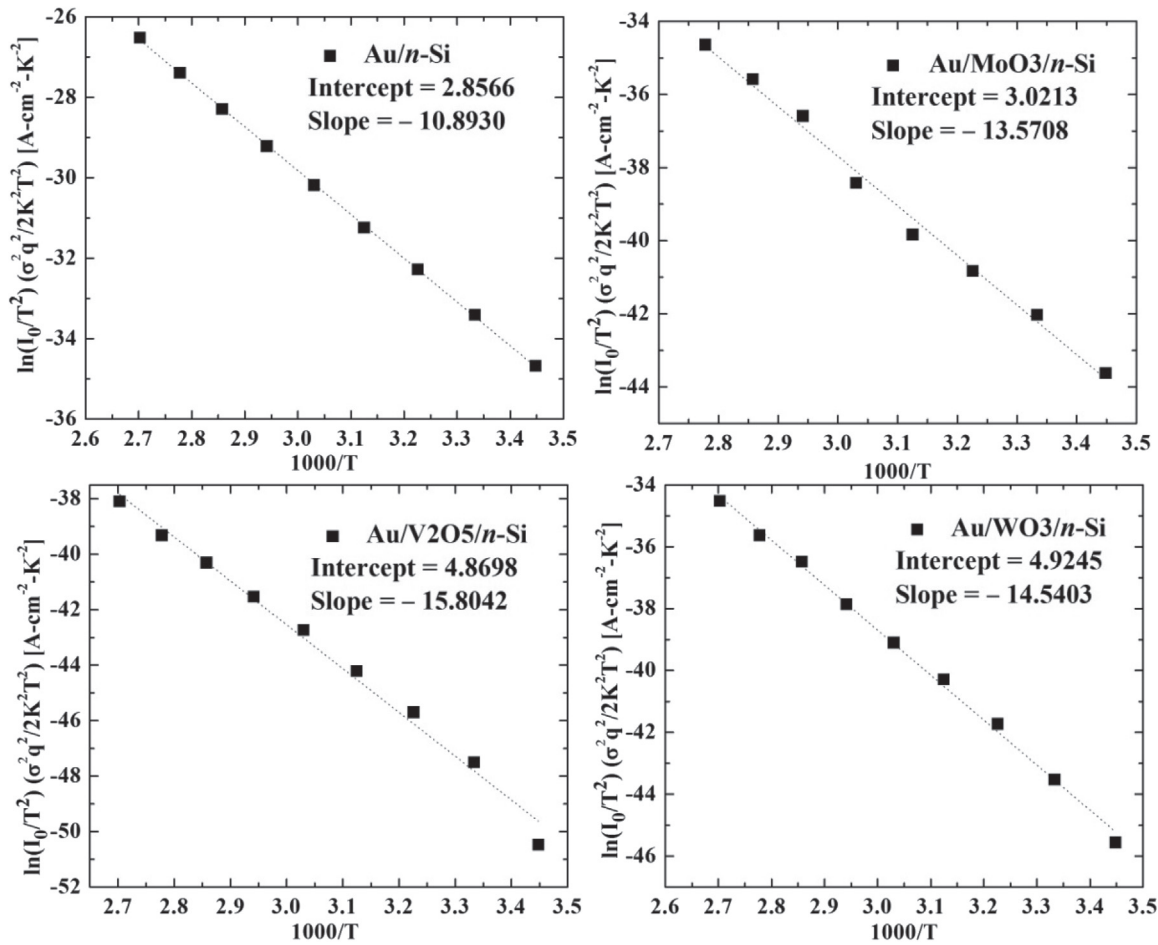 ln(I₀/T²) (σ²q²/2K²T²) [A-cm⁻²-K⁻²]
-26
-28
-30
-32
-34
-36
■ Au/n-Si
Intercept = 2.8566
Slope = – 10.8930
2.6 2.7 2.8 2.9 3.0 3.1 3.2 3.3 3.4 3.5
1000/T
ln(I₀/T²) (σ²q²/2K²T²) [A-cm⁻²-K⁻²]
-34
-36
-38
-40
-42
-44
■ Au/MoO3/n-Si
Intercept = 3.0213
Slope = – 13.5708
2.7 2.8 2.9 3.0 3.1 3.2 3.3 3.4 3.5
1000/T
ln(I₀/T²) (σ²q²/2K²T²) [A-cm⁻²-K⁻²]
-38
-40
-42
-44
-46
-48
-50
-52
■ Au/V2O5/n-Si
Intercept = 4.8698
Slope = – 15.8042
2.7 2.8 2.9 3.0 3.1 3.2 3.3 3.4 3.5
1000/T
ln(I₀/T²) (σ²q²/2K²T²) [A-cm⁻²-K⁻²]
-34
-36
-38
-40
-42
-44
-46
■ Au/WO3/n-Si
Intercept = 4.9245
Slope = – 14.5403
2.6 2.7 2.8 2.9 3.0 3.1 3.2 3.3 3.4 3.5
1000/T